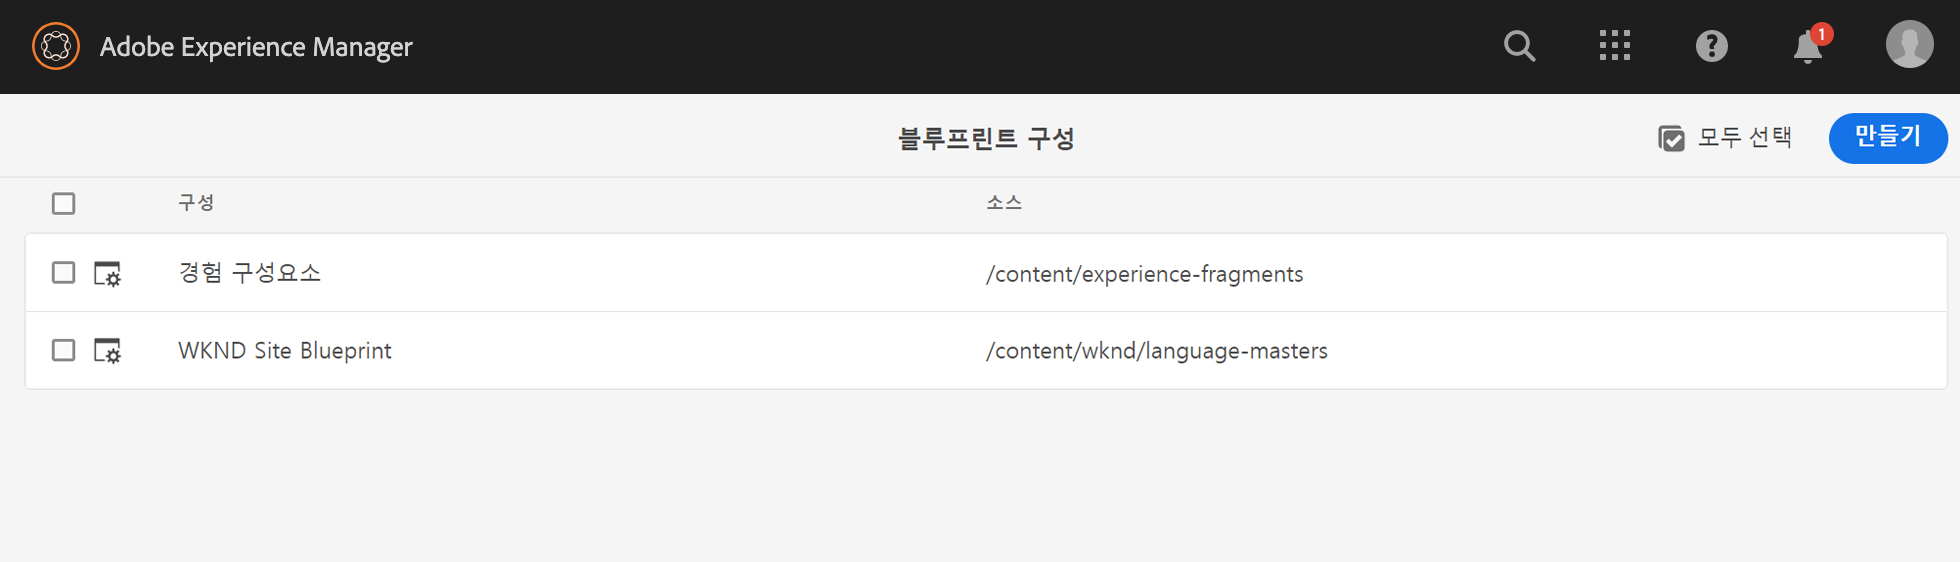 Adobe Experience Manager
1
블루프린트 구성
모두 선택
만들기
구성 소스
경험 구성요소 /content/experience-fragments
WKND Site Blueprint /content/wknd/language-masters